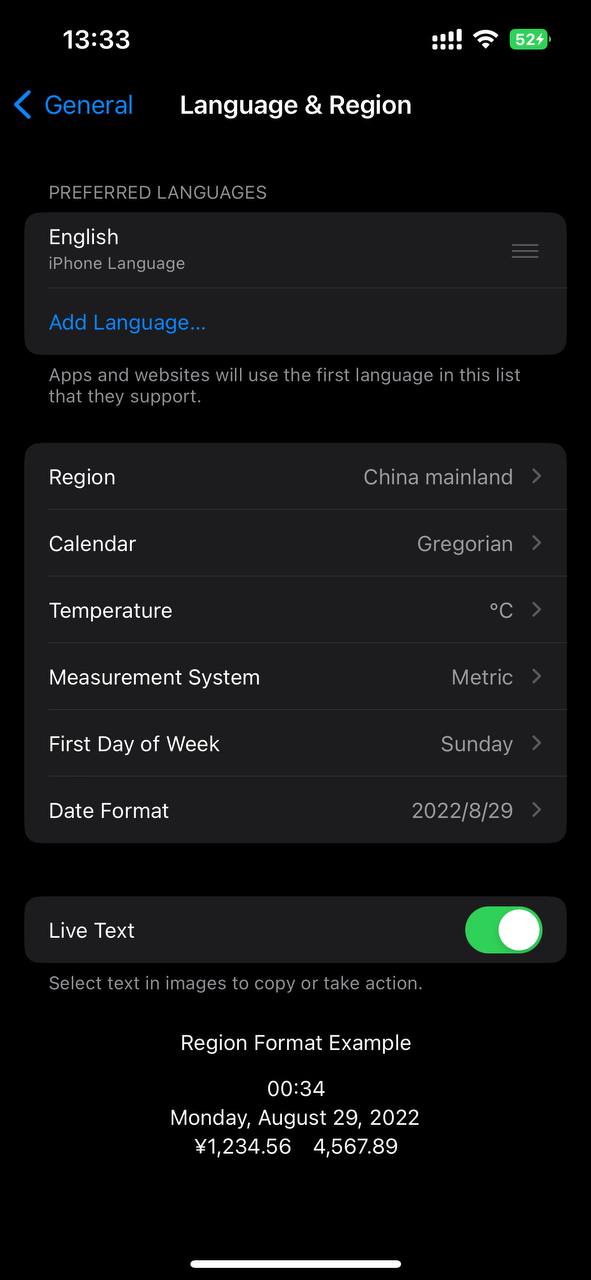 13:33
52
General
Language & Region
PREFERRED LANGUAGES
English
iPhone Language
Add Language...
Apps and websites will use the first language in this list
that they support.
Region China mainland
Calendar Gregorian
Temperature °C
Measurement System Metric
First Day of Week Sunday
Date Format 2022/8/29
Live Text
Select text in images to copy or take action.
Region Format Example
00:34
Monday, August 29, 2022
¥1,234.56 4,567.89